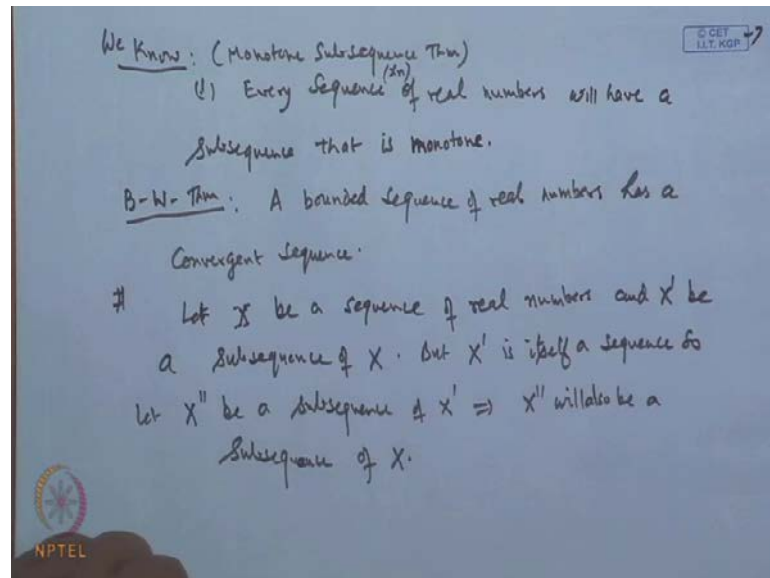 We Know: (Monotone Subsequence Thm)
© CET
I.I.T. KGP
(1) Every Sequence (xn) of real numbers will have a
Subsequence that is monotone.
B-W-Thm: A bounded sequence of real numbers has a
Convergent sequence.
# Let X be a sequence of real numbers and X' be
a subsequence of X. But X' is itself a sequence So
Let X'' be a subsequence of X' ⇒ X'' will also be a
Subsequence of X.
NPTEL